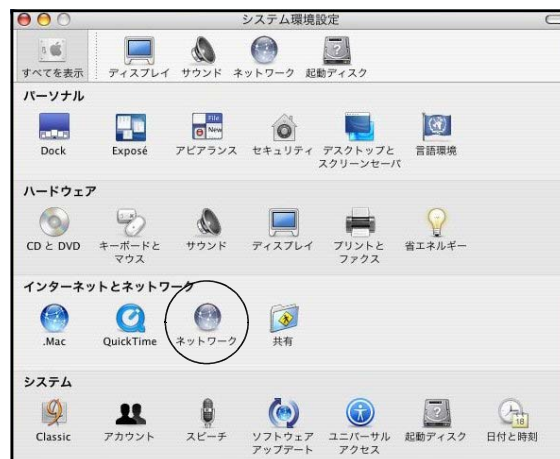 システム環境設定
すべてを表示 ディスプレイ サウンド ネットワーク 起動ディスク
パーソナル
Dock Exposé アピアランス セキュリティ デスクトップと
スクリーンセーバ 言語環境
ハードウェア
CD と DVD キーボードと
マウス サウンド ディスプレイ プリントと
ファクス 省エネルギー
インターネットとネットワーク
.Mac QuickTime ネットワーク 共有
システム
Classic アカウント スピーチ ソフトウェア
アップデート ユニバーサル
アクセス 起動ディスク 日付と時刻
File
New
18